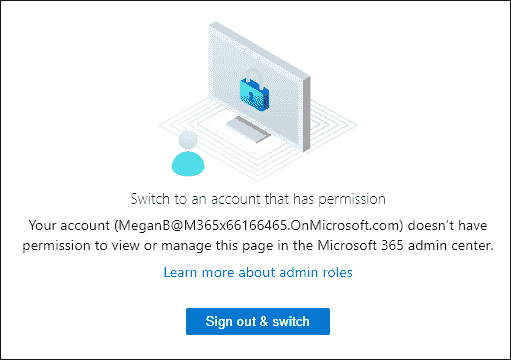 Switch to an account that has permission
Your account (MeganB@M365x66166465.OnMicrosoft.com) doesn't have
permission to view or manage this page in the Microsoft 365 admin center.
Learn more about admin roles
Sign out & switch